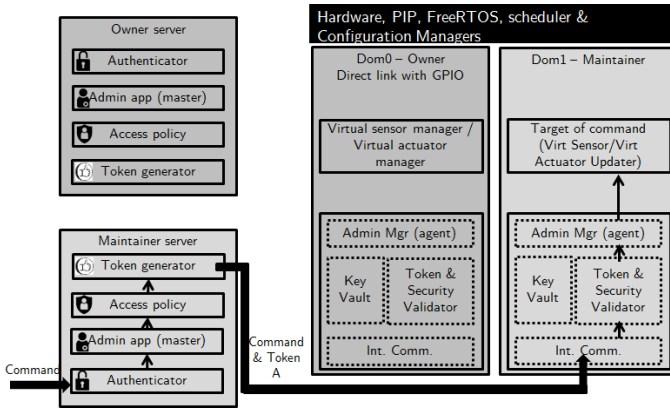 Owner server
Authenticator
Admin app (master)
Access policy
Token generator
Maintainer server
Token generator
Access policy
Admin app (master)
Authenticator
Command
Command
& Token
A
Hardware, PIP, FreeRTOS, scheduler &
Configuration Managers
Dom0 – Owner
Direct link with GPIO
Virtual sensor manager /
Virtual actuator
manager
Admin Mgr (agent)
Key
Vault
Token &
Security
Validator
Int. Comm.
Dom1 – Maintainer
Target of command
(Virt Sensor/Virt
Actuator Updater)
Admin Mgr (agent)
Key
Vault
Token &
Security
Validator
Int. Comm.